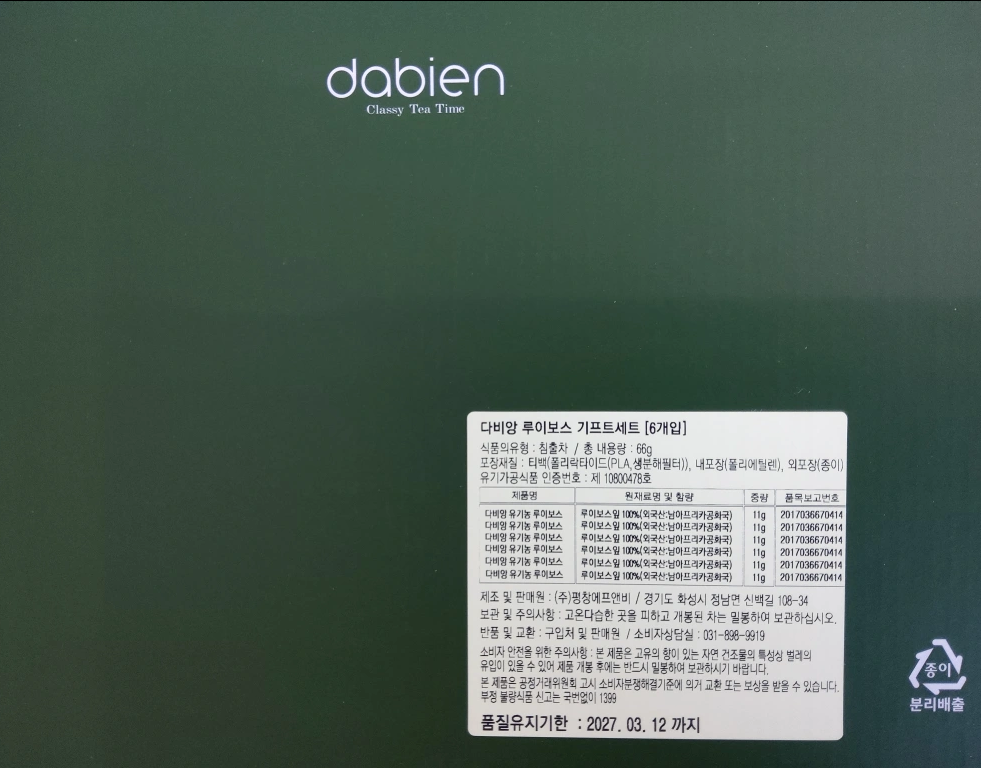 dabien
Classy Tea Time
다비앙 루이보스 기프트세트 [6개입]
식품의유형 : 침출차 / 총 내용량 : 66g
포장재질 : 티백(폴리락타이드(PLA,생분해필터)), 내포장(폴리에틸렌), 외포장(종이)
유기가공식품 인증번호 : 제 10800478호
제품명 원재료명 및 함량 중량 품목보고번호
다비앙 유기농 루이보스 루이보스잎 100%(외국산:남아프리카공화국) 11g 2017036670414
다비앙 유기농 루이보스 루이보스잎 100%(외국산:남아프리카공화국) 11g 2017036670414
다비앙 유기농 루이보스 루이보스잎 100%(외국산:남아프리카공화국) 11g 2017036670414
다비앙 유기농 루이보스 루이보스잎 100%(외국산:남아프리카공화국) 11g 2017036670414
다비앙 유기농 루이보스 루이보스잎 100%(외국산:남아프리카공화국) 11g 2017036670414
다비앙 유기농 루이보스 루이보스잎 100%(외국산:남아프리카공화국) 11g 2017036670414
제조 및 판매원 : (주)평창에프앤비 / 경기도 화성시 정남면 신백길 108-34
보관 및 주의사항 : 고온다습한 곳을 피하고 개봉된 차는 밀봉하여 보관하십시오.
반품 및 교환 : 구입처 및 판매원 / 소비자상담실 : 031-898-9919
소비자 안전을 위한 주의사항 : 본 제품은 고유의 향이 있는 자연 건조물의 특성상 벌레의
유입이 있을 수 있어 제품 개봉 후에는 반드시 밀봉하여 보관하시기 바랍니다.
본 제품은 공정거래위원회 고시 소비자분쟁해결기준에 의거 교환 또는 보상을 받을 수 있습니다.
부정 불량식품 신고는 국번없이 1399
품질유지기한 : 2027. 03. 12 까지
종이
분리배출